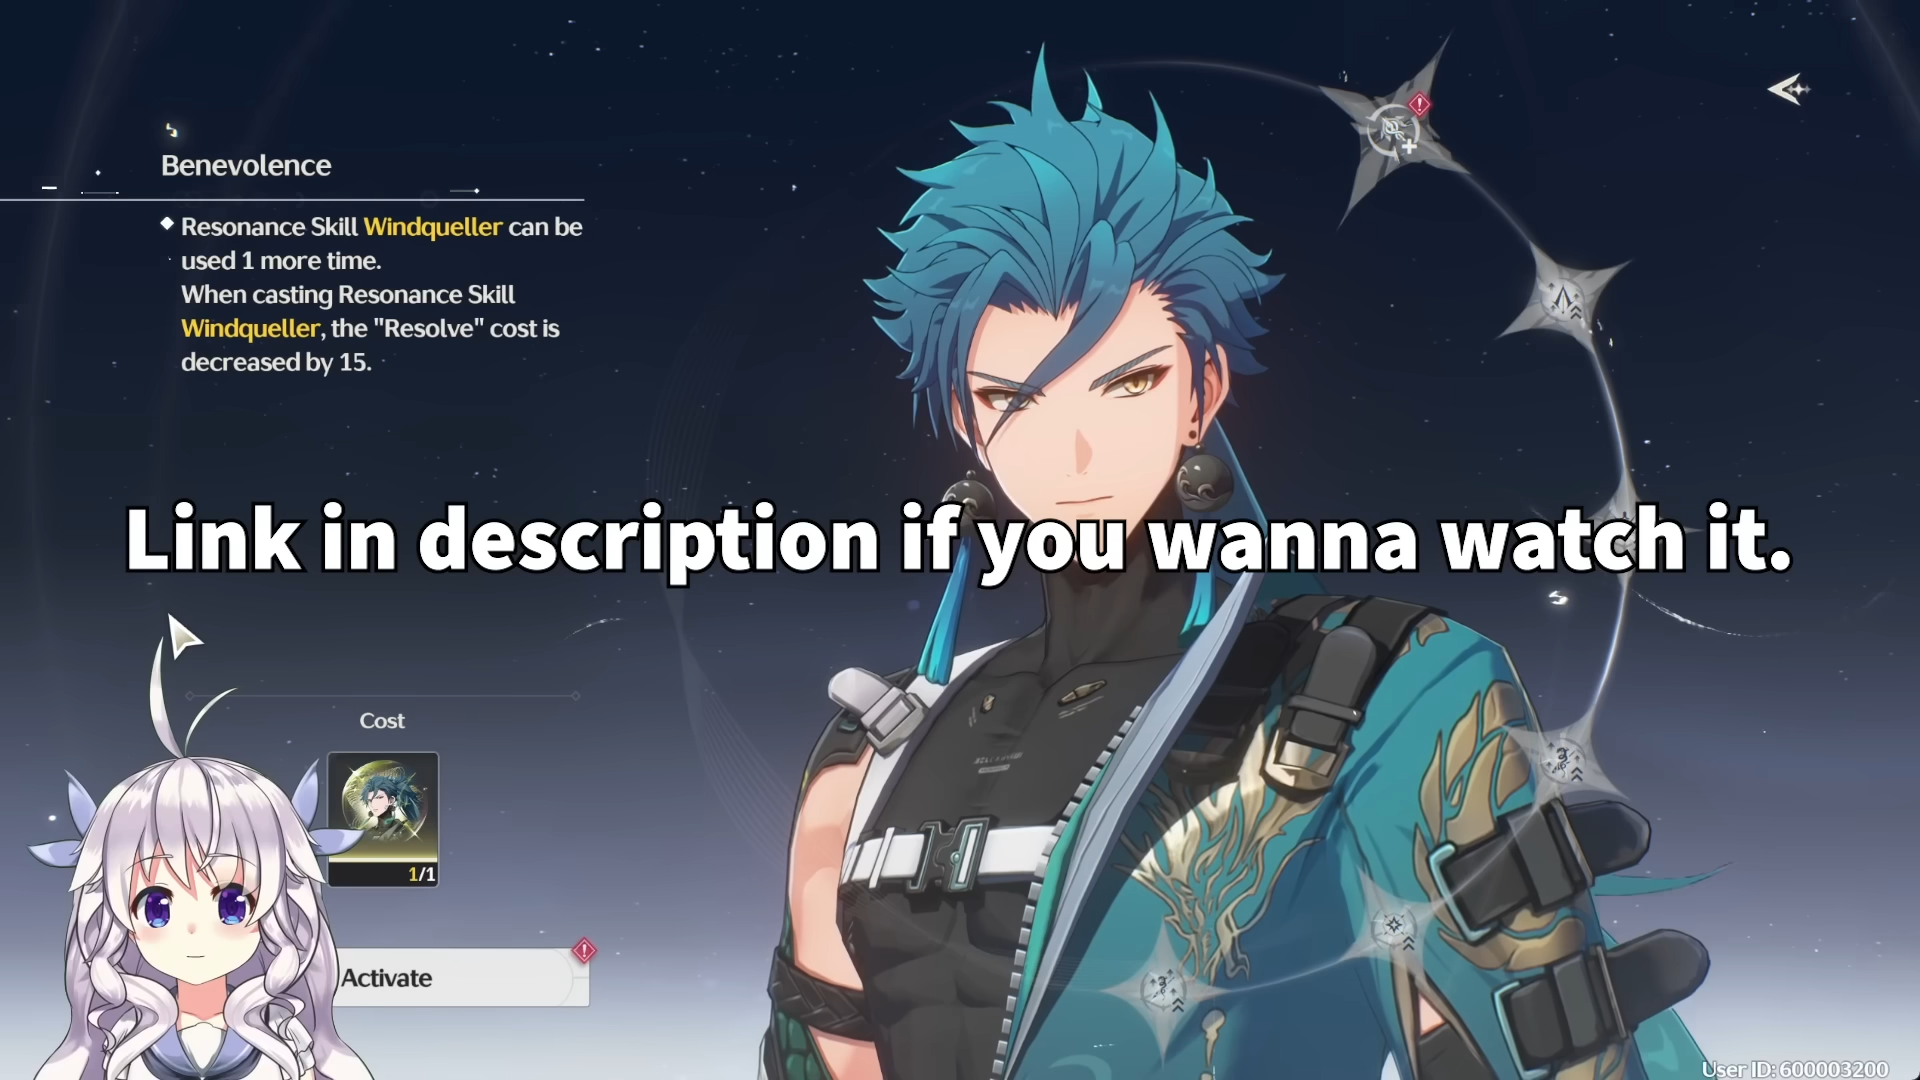 Benevolence
Resonance Skill Windqueller can be
used 1 more time.
When casting Resonance Skill
Windqueller, the "Resolve" cost is
decreased by 15.
Link in description if you wanna watch it.
Cost
1/1
Activate
User ID: 600003200